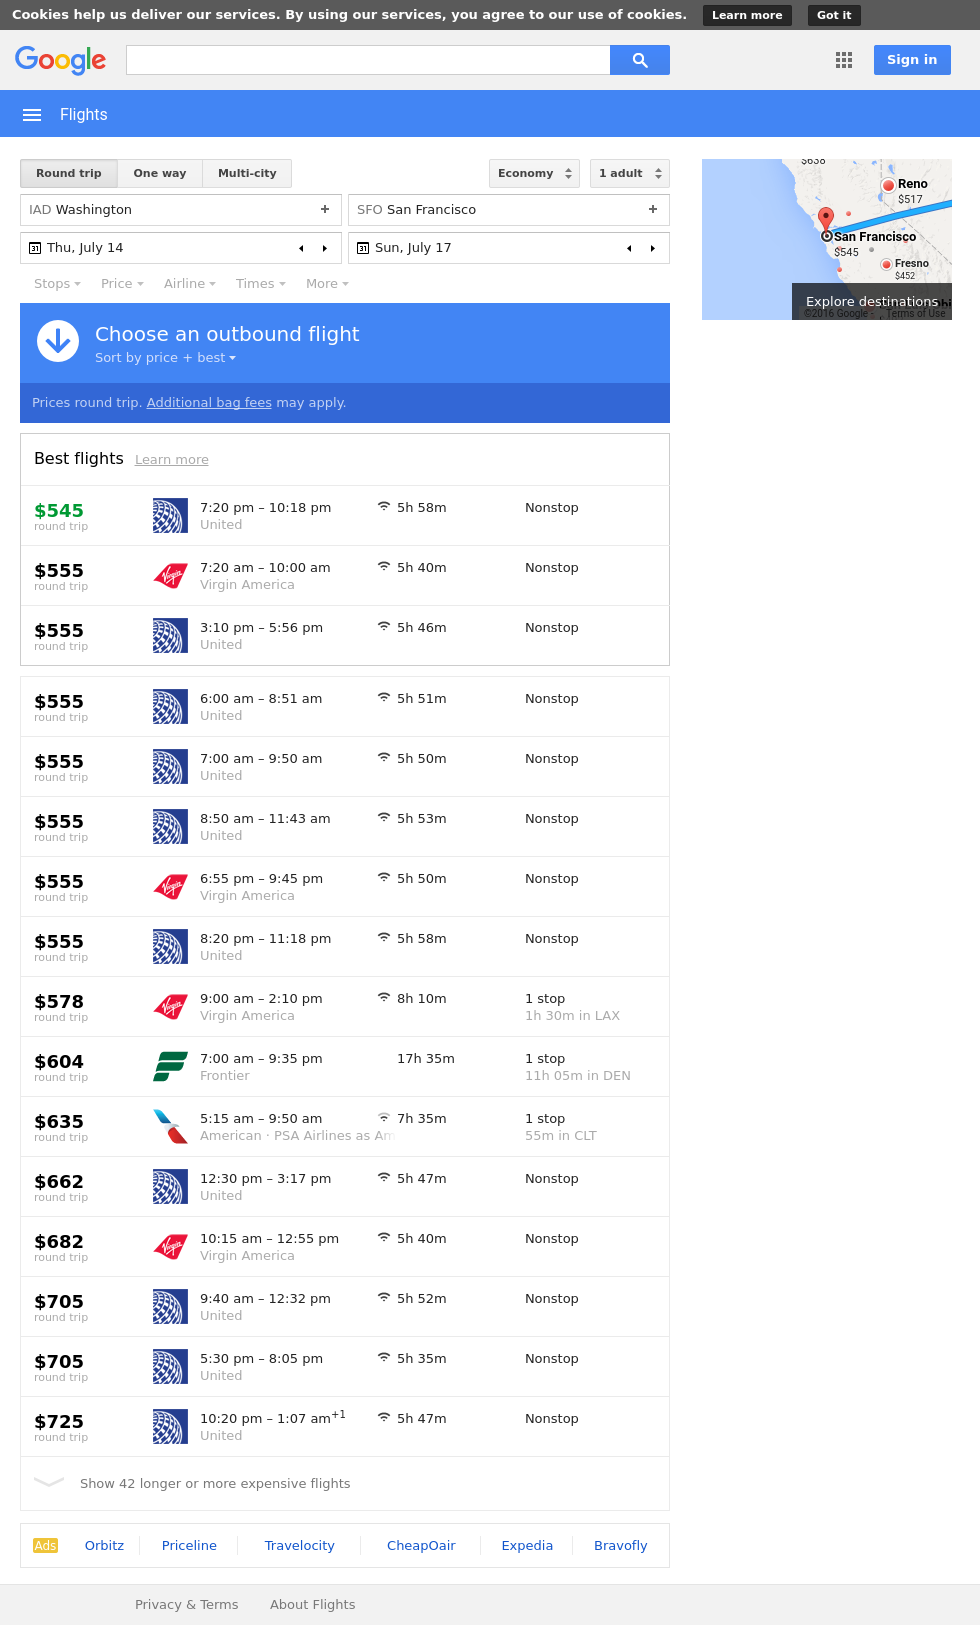 Cookies help us deliver our services. By using our services, you agree to our use of cookies. Learn more Got it
Google Sign in
Flights
Round trip One way Multi-city Economy 1 adult
IAD Washington + SFO San Francisco +
31 Thu, July 14 31 Sun, July 17
Stops Price Airline Times More
Choose an outbound flight
Sort by price + best
Prices round trip. Additional bag fees may apply.
$638
Reno
$517
San Francisco
$545
Fresno
$452
Explore destinations
©2016 Google
Terms of Use
Best flights Learn more
$545 7:20 pm – 10:18 pm 5h 58m Nonstop
round trip United
$555 7:20 am – 10:00 am 5h 40m Nonstop
round trip Virgin Virgin America
$555 3:10 pm – 5:56 pm 5h 46m Nonstop
round trip United
$555 6:00 am – 8:51 am 5h 51m Nonstop
round trip United
$555 7:00 am – 9:50 am 5h 50m Nonstop
round trip United
$555 8:50 am – 11:43 am 5h 53m Nonstop
round trip United
$555 6:55 pm – 9:45 pm 5h 50m Nonstop
round trip Virgin Virgin America
$555 8:20 pm – 11:18 pm 5h 58m Nonstop
round trip United
$578 9:00 am – 2:10 pm 8h 10m 1 stop
round trip Virgin Virgin America 1h 30m in LAX
$604 7:00 am – 9:35 pm 17h 35m 1 stop
round trip Frontier 11h 05m in DEN
$635 5:15 am – 9:50 am 7h 35m 1 stop
round trip American · PSA Airlines as Am 55m in CLT
$662 12:30 pm – 3:17 pm 5h 47m Nonstop
round trip United
$682 10:15 am – 12:55 pm 5h 40m Nonstop
round trip Virgin Virgin America
$705 9:40 am – 12:32 pm 5h 52m Nonstop
round trip United
$705 5:30 pm – 8:05 pm 5h 35m Nonstop
round trip United
$725 10:20 pm – 1:07 am+1 5h 47m Nonstop
round trip United
Show 42 longer or more expensive flights
Ads Orbitz Priceline Travelocity CheapOair Expedia Bravofly
Privacy & Terms About Flights